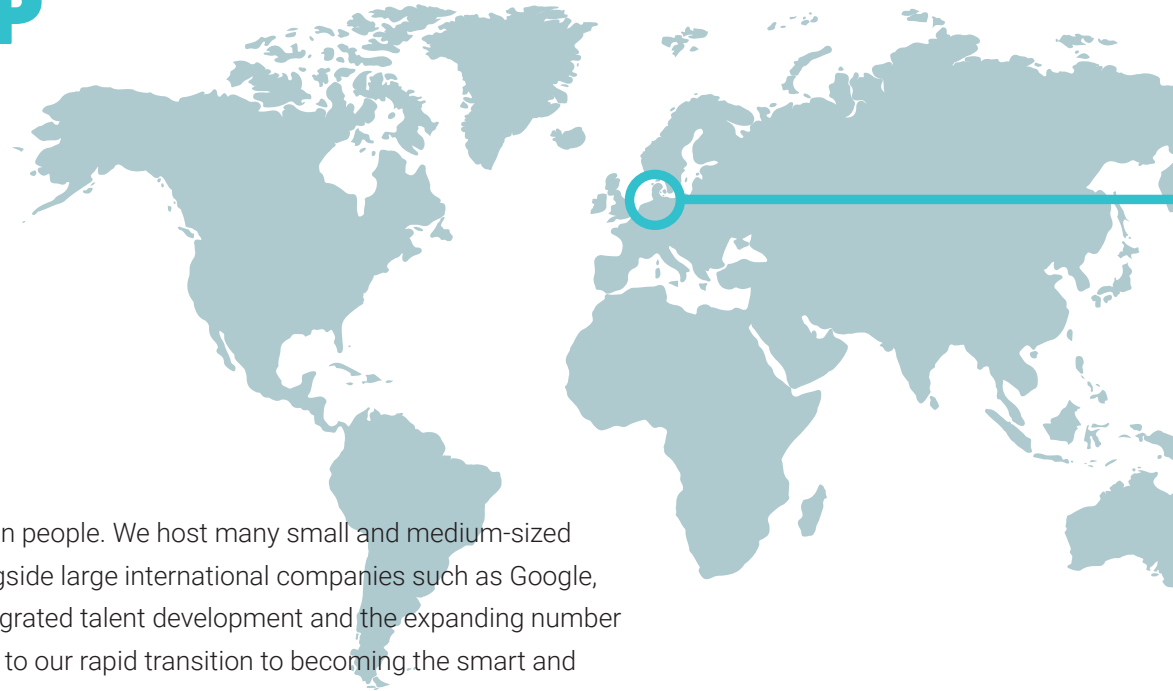 n people. We host many small and medium-sized
gside large international companies such as Google,
grated talent development and the expanding number
to our rapid transition to becoming the smart and